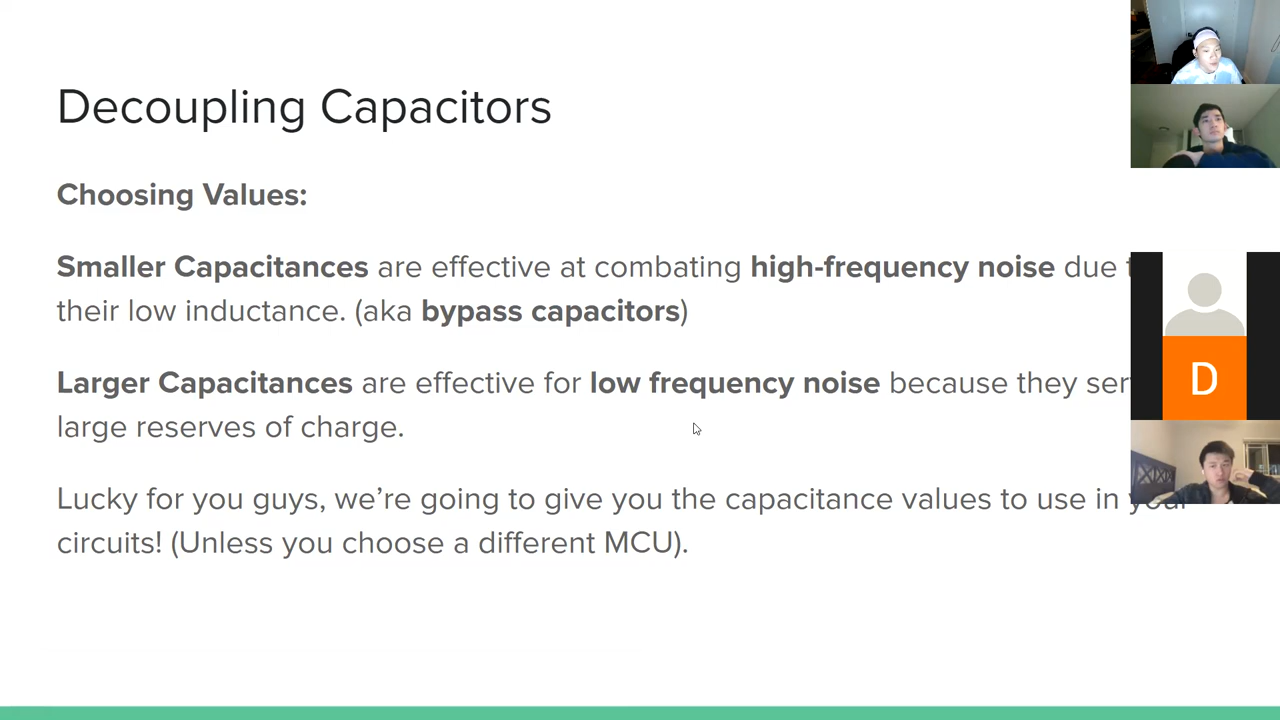 Decoupling Capacitors
Choosing Values:
Smaller Capacitances are effective at combating high-frequency noise due
their low inductance. (aka bypass capacitors)
Larger Capacitances are effective for low frequency noise because they
large reserves of charge.
Lucky for you guys, we’re going to give you the capacitance values to use in your
circuits! (Unless you choose a different MCU).
D